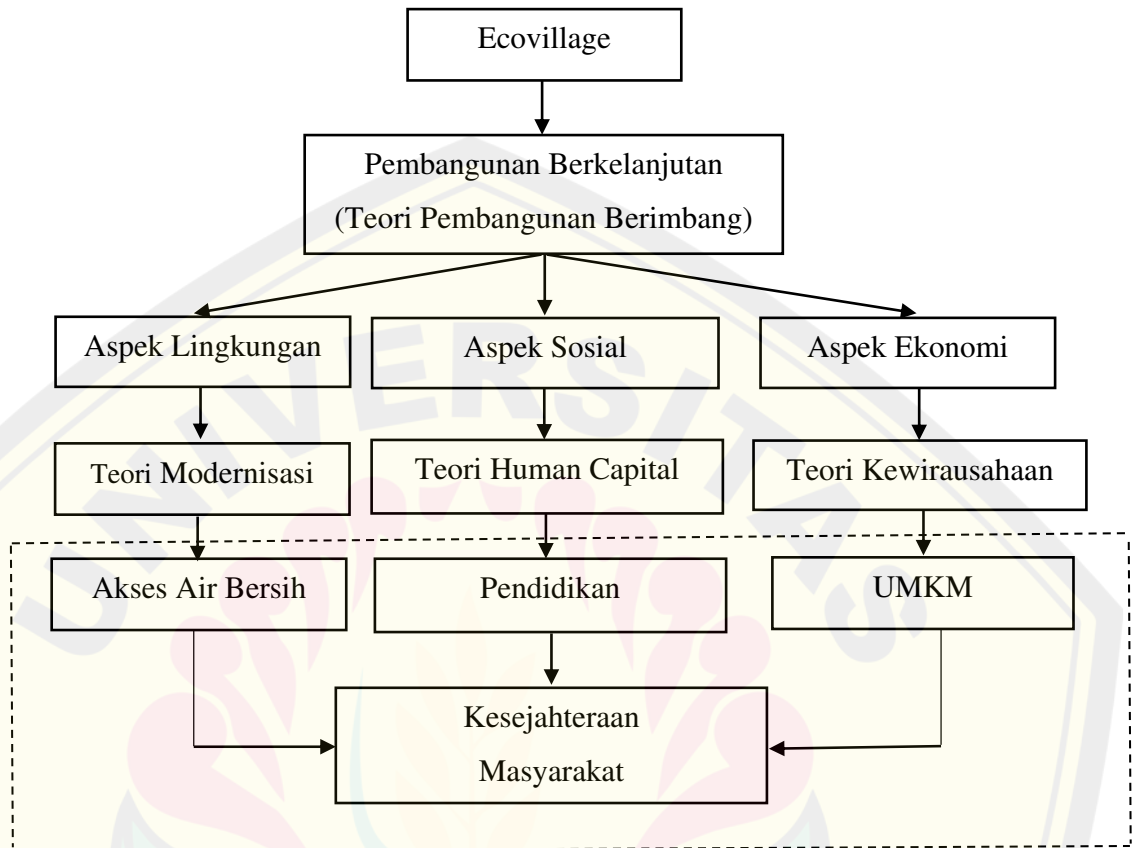 Ecovillage
Pembangunan Berkelanjutan
(Teori Pembangunan Berimbang)
Aspek Lingkungan
Aspek Sosial
Aspek Ekonomi
Teori Modernisasi
Teori Human Capital
Teori Kewirausahaan
Akses Air Bersih
Pendidikan
UMKM
Kesejahteraan
Masyarakat
UNIVERSITAS